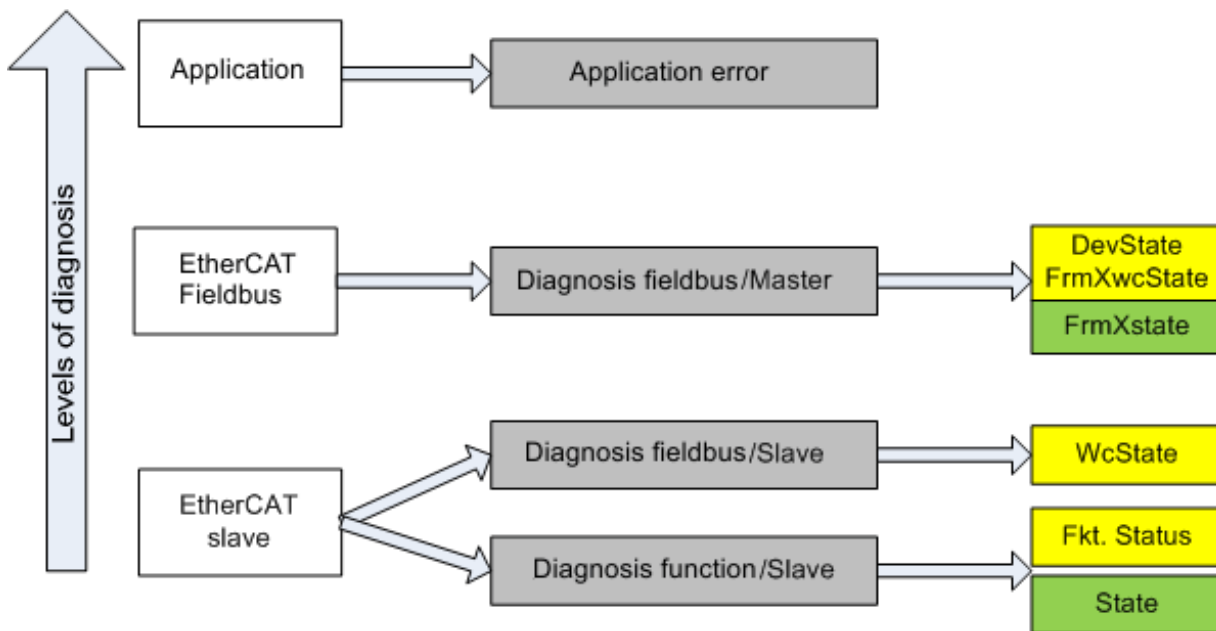 Levels of diagnosis
Application
Application error
EtherCAT
Fieldbus
Diagnosis fieldbus/Master
DevState
FrmXwcState
FrmXstate
EtherCAT
slave
Diagnosis fieldbus/Slave
WcState
Diagnosis function/Slave
Fkt. Status
State